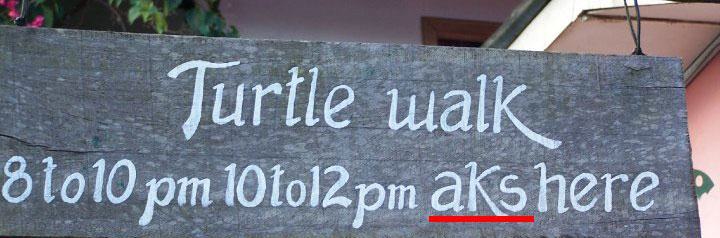 Turtle walk
8 to 10 pm 10 to 12 pm aks here